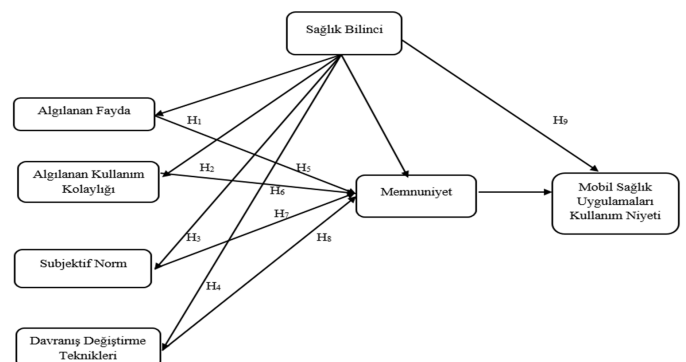 Sağlık Bilinci
Algılanan Fayda
H1
H9
Algılanan Kullanım
Kolaylığı
H2
H5
H6
Memnuniyet
Mobil Sağlık
Uygulamaları
Kullanım Niyeti
H7
H3
H8
Subjektif Norm
H4
Davranış Değiştirme
Teknikleri